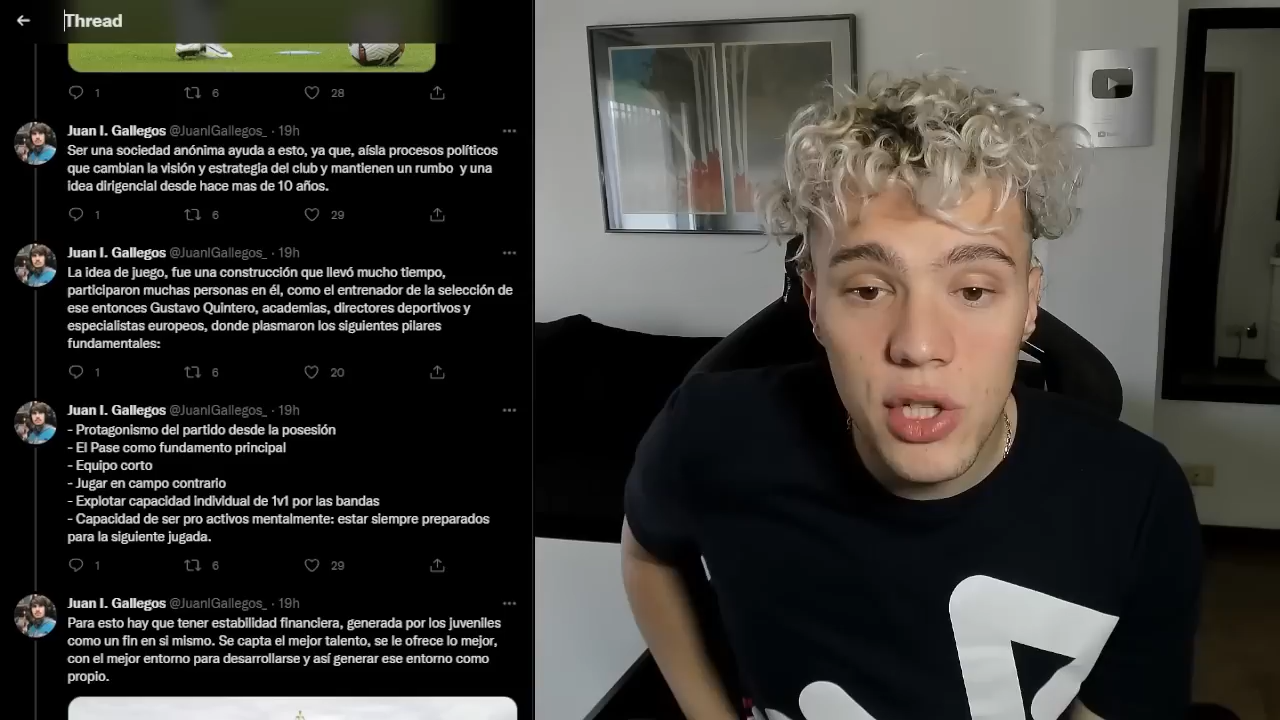 Thread
1 6 28
Juan I. Gallegos @JuanIGallegos_ · 19h
Ser una sociedad anónima ayuda a esto, ya que, aísla procesos políticos
que cambian la visión y estrategia del club y mantienen un rumbo y una
idea dirigencial desde hace mas de 10 años.
1 6 29
Juan I. Gallegos @JuanIGallegos_ · 19h
La idea de juego, fue una construcción que llevó mucho tiempo,
participaron muchas personas en él, como el entrenador de la selección de
ese entonces Gustavo Quintero, academias, directores deportivos y
especialistas europeos, donde plasmaron los siguientes pilares
fundamentales:
1 6 20
Juan I. Gallegos @JuanIGallegos_ · 19h
- Protagonismo del partido desde la posesión
- El Pase como fundamento principal
- Equipo corto
- Jugar en campo contrario
- Explotar capacidad individual de 1v1 por las bandas
- Capacidad de ser pro activos mentalmente: estar siempre preparados
para la siguiente jugada.
1 6 29
Juan I. Gallegos @JuanIGallegos_ · 19h
Para esto hay que tener estabilidad financiera, generada por los juveniles
como un fin en si mismo. Se capta el mejor talento, se le ofrece lo mejor,
con el mejor entorno para desarrollarse y así generar ese entorno como
propio.